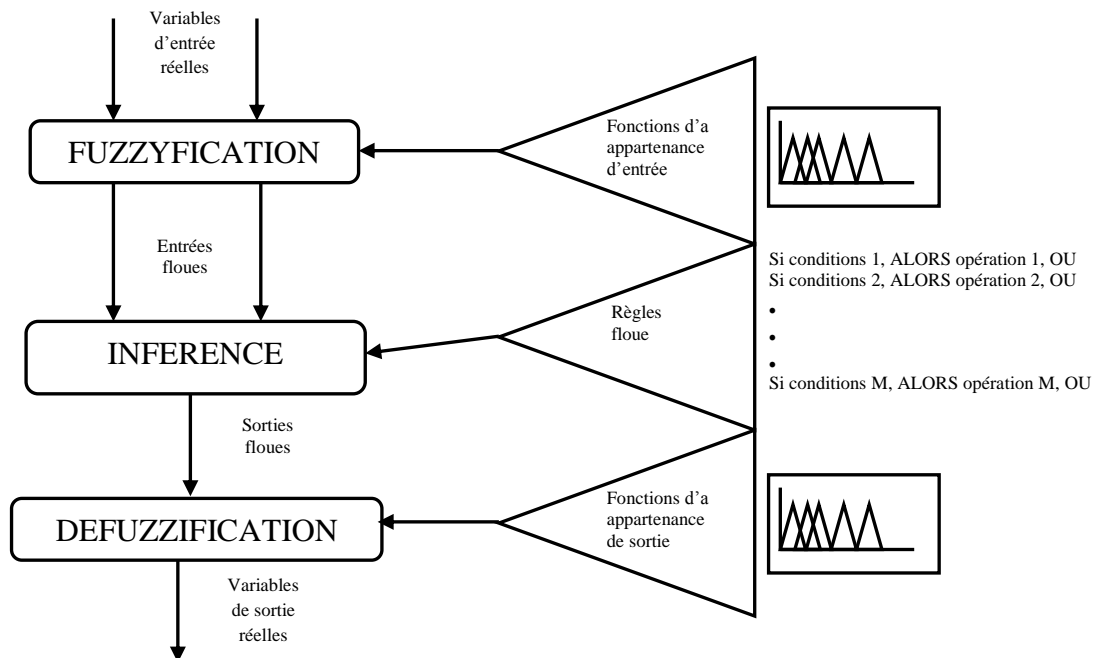 Variables
d’entrée
réelles
FUZZYFICATION
Fonctions d’a
appartenance
d’entrée
Entrées
floues
Si conditions 1, ALORS opération 1, OU
Si conditions 2, ALORS opération 2, OU
•
•
•
Si conditions M, ALORS opération M, OU
Règles
floue
INFERENCE
Sorties
floues
DEFUZZIFICATION
Fonctions d’a
appartenance
de sortie
Variables
de sortie
réelles